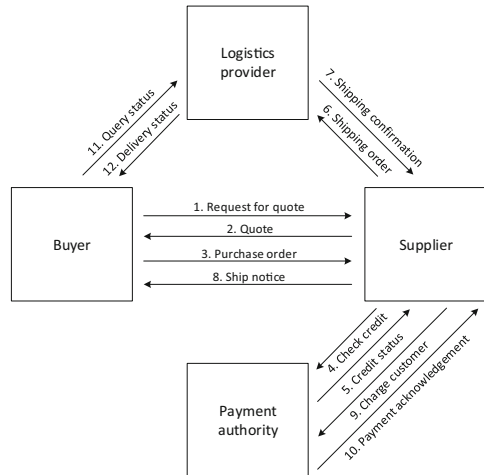 Logistics
provider
11. Query status
12. Delivery status
7. Shipping confirmation
6. Shipping order
Buyer
1. Request for quote
2. Quote
3. Purchase order
8. Ship notice
Supplier
4. Check credit
5. Credit status
9. Charge customer
10. Payment acknowledgement
Payment
authority